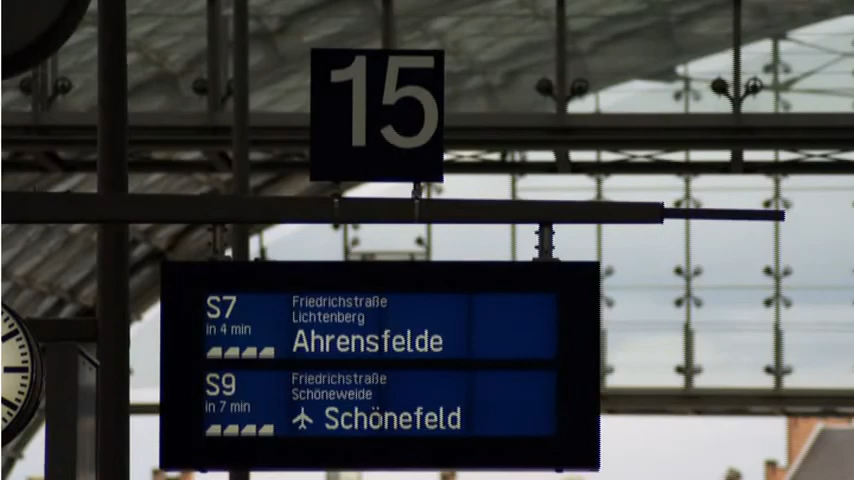 15
S7
Friedrichstraße
Lichtenberg
in 4 min
Ahrensfelde
S9
Friedrichstraße
Schöneweide
in 7 min
Schönefeld